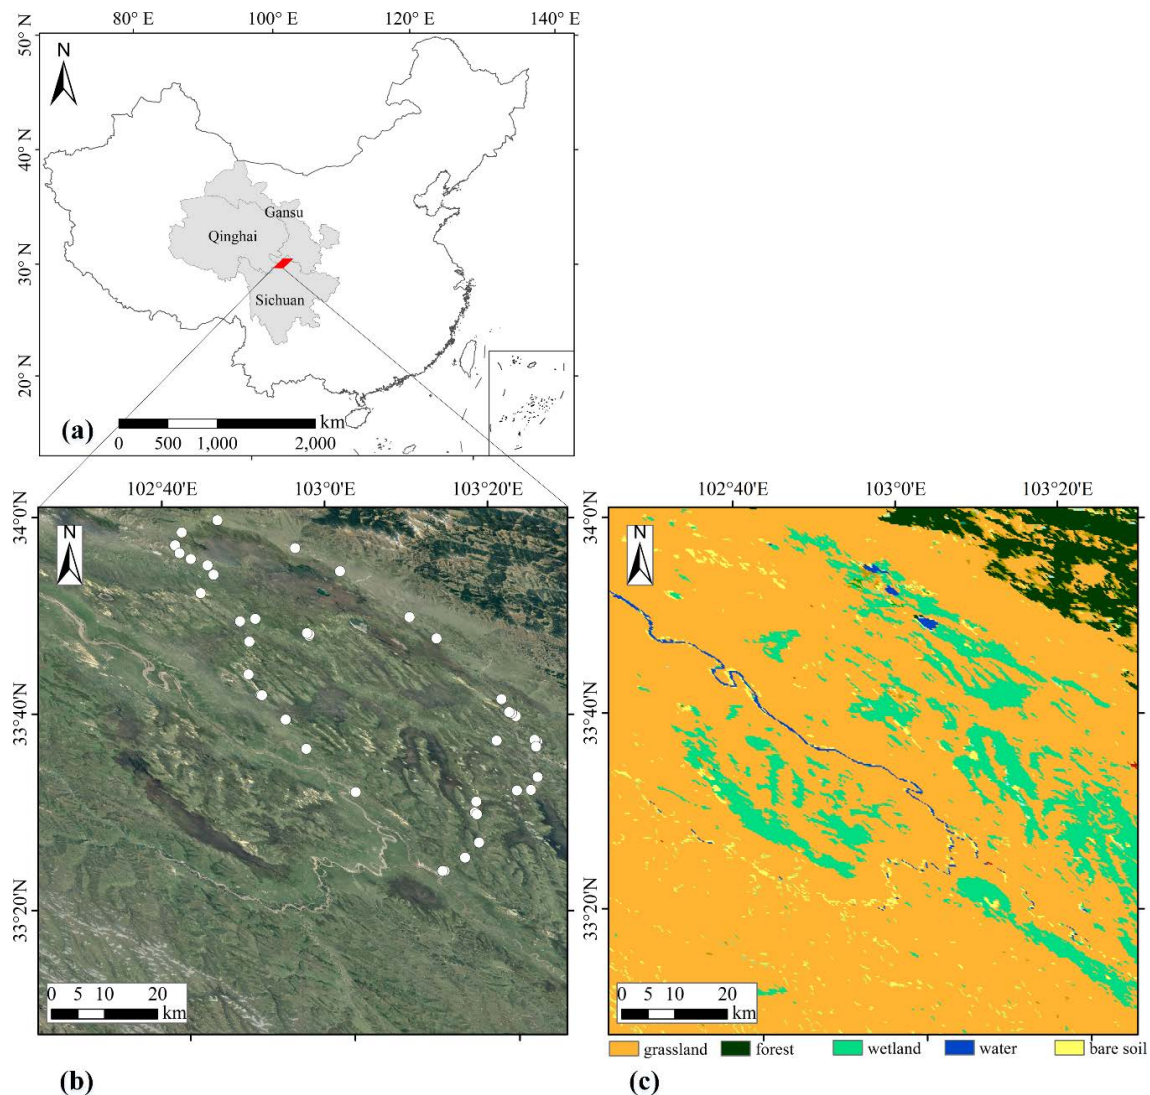 80° E 100° E 120° E 140° E
50° N
40° N
30° N
20° N
N
Gansu
Qinghai
Sichuan
(a)
km
0 500 1,000 2,000
102°40'E 103°0'E 103°20'E
34°0'N
33°40'N
33°20'N
N
0 5 10 20
km
(b)
102°40'E 103°0'E 103°20'E
34°0'N
33°40'N
33°20'N
N
0 5 10 20
km
grassland forest wetland water bare soil
(c)